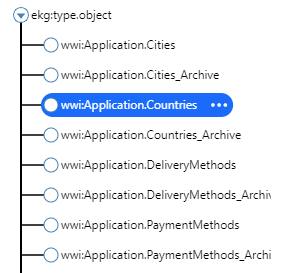 ekg:type.object
wwi:Application.Cities
wwi:Application.Cities_Archive
wwi:Application.Countries
wwi:Application.Countries_Archive
wwi:Application.DeliveryMethods
wwi:Application.DeliveryMethods_Archiv
wwi:Application.PaymentMethods
wwi:Application.PaymentMethods_Archi